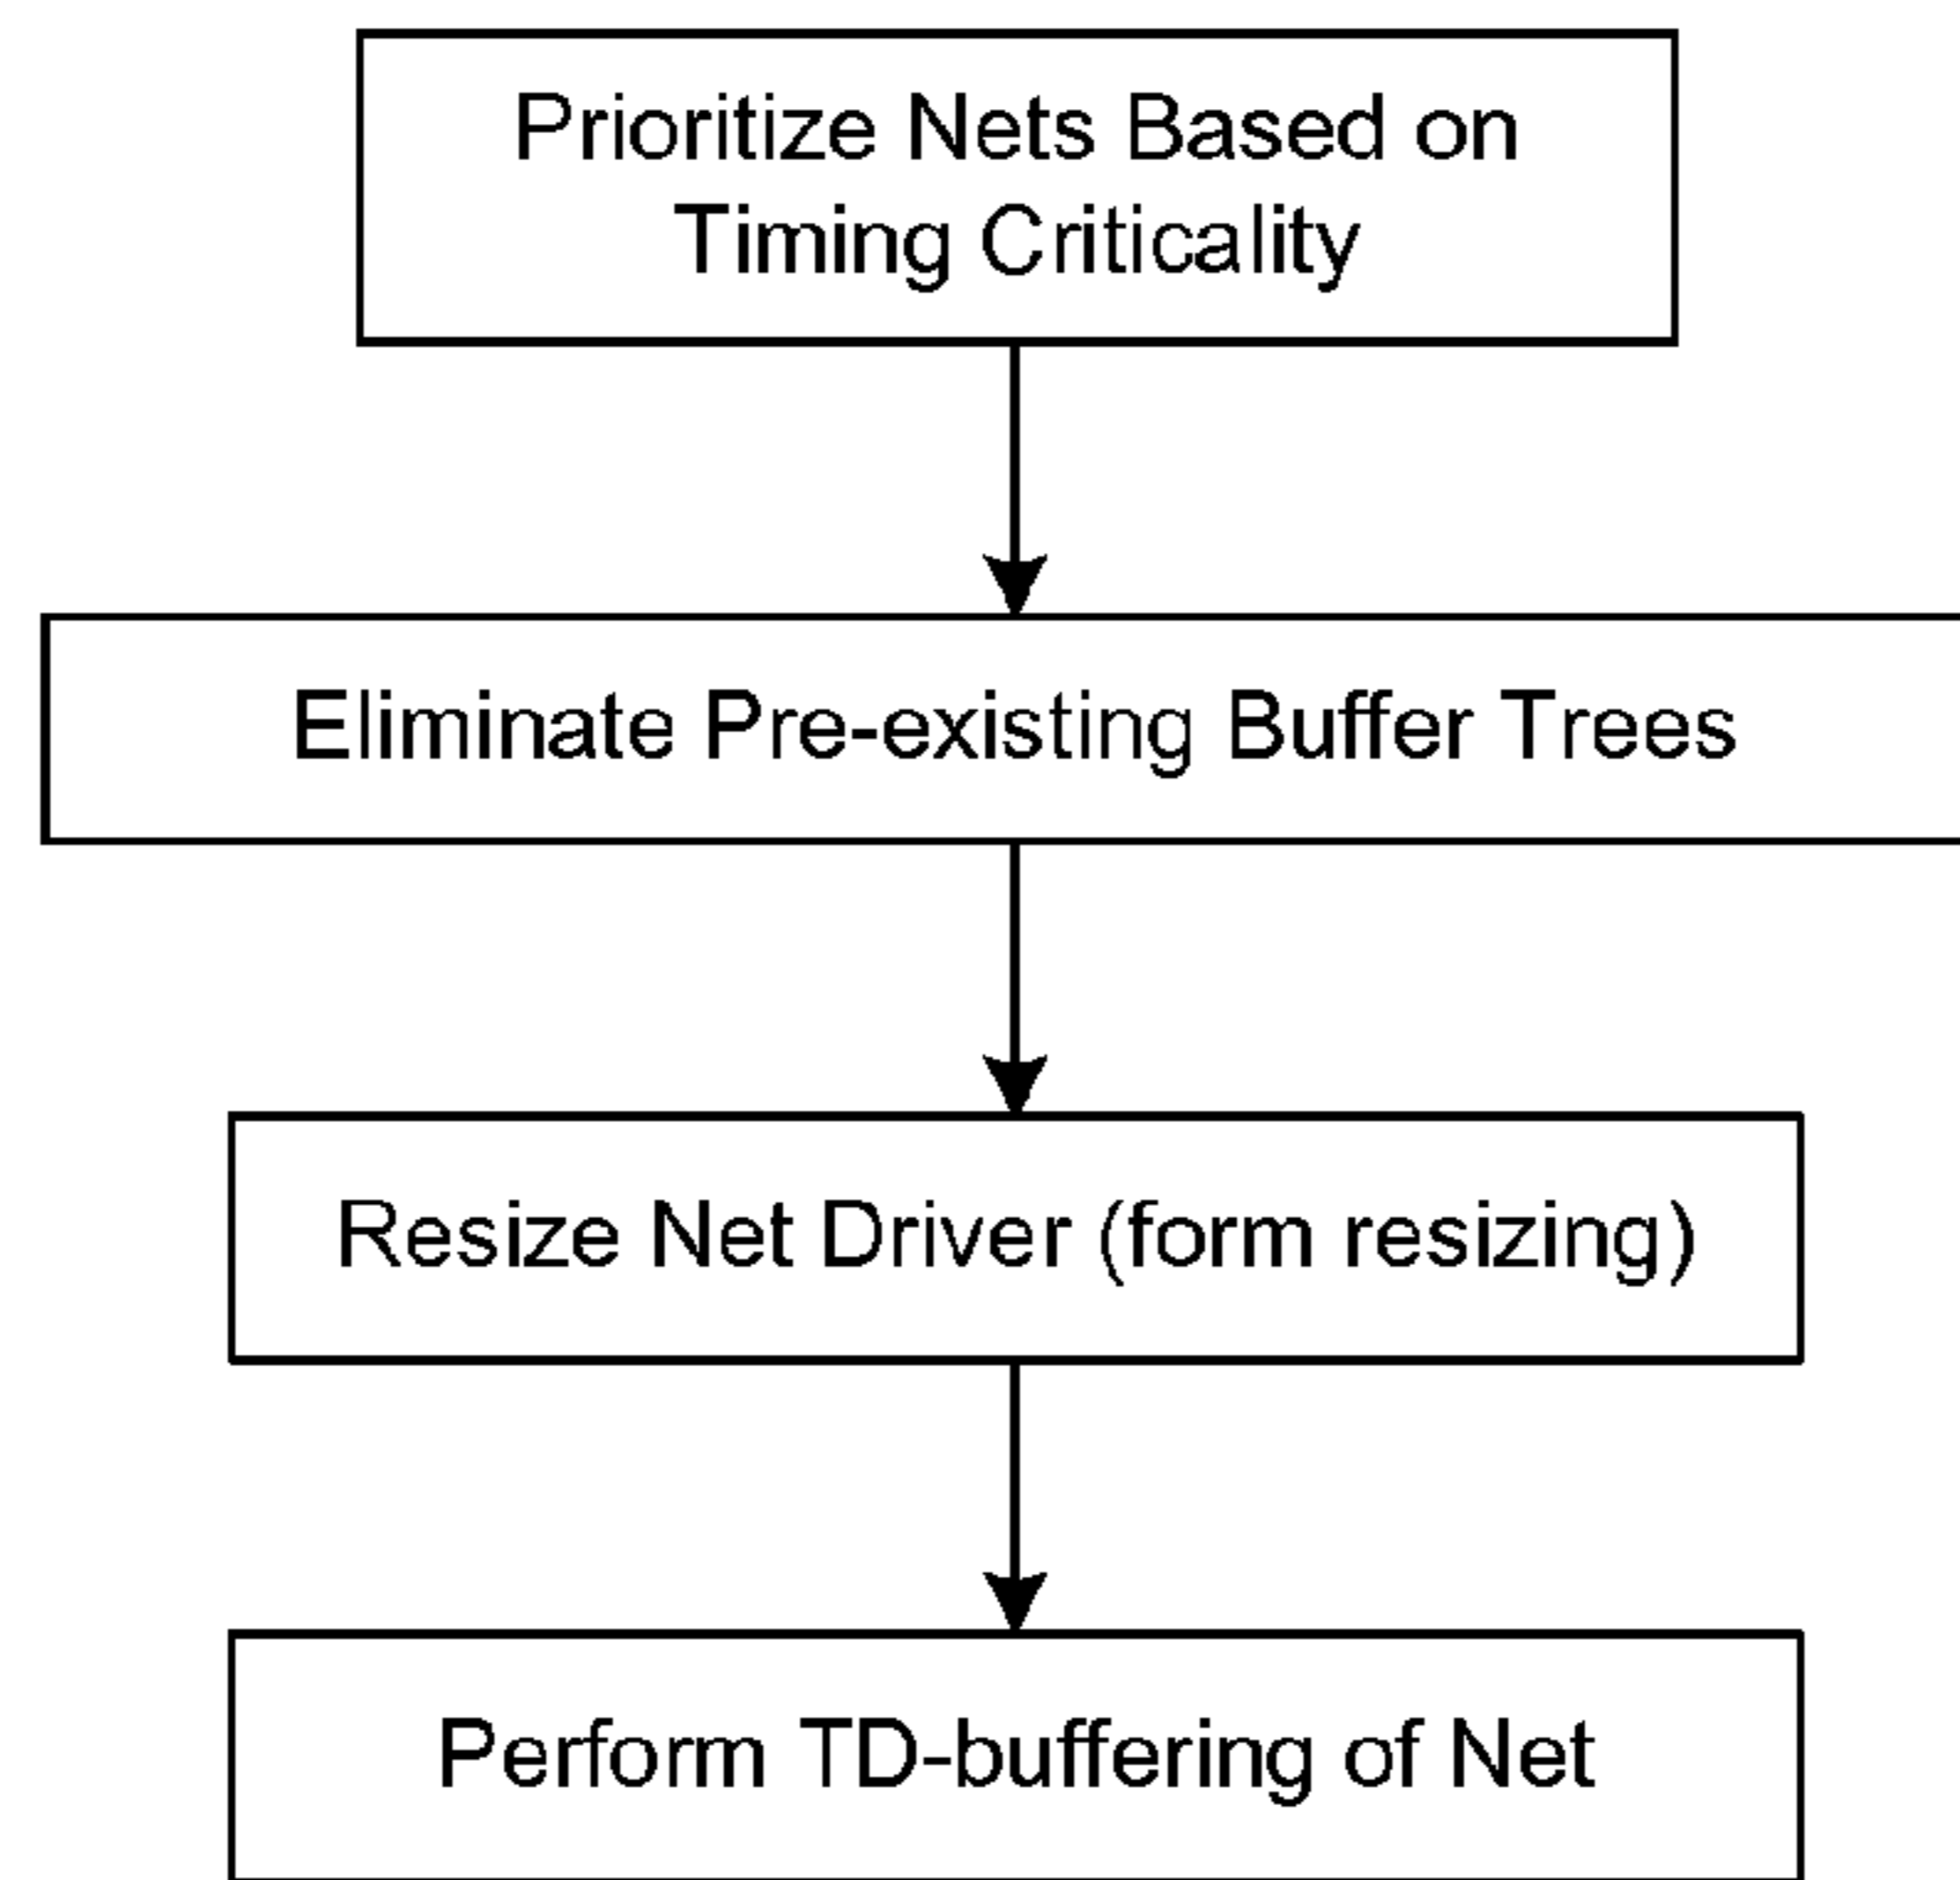 Prioritize Nets Based on
Timing Criticality
Eliminate Pre-existing Buffer Trees
Resize Net Driver (form resizing)
Perform TD-buffering of Net